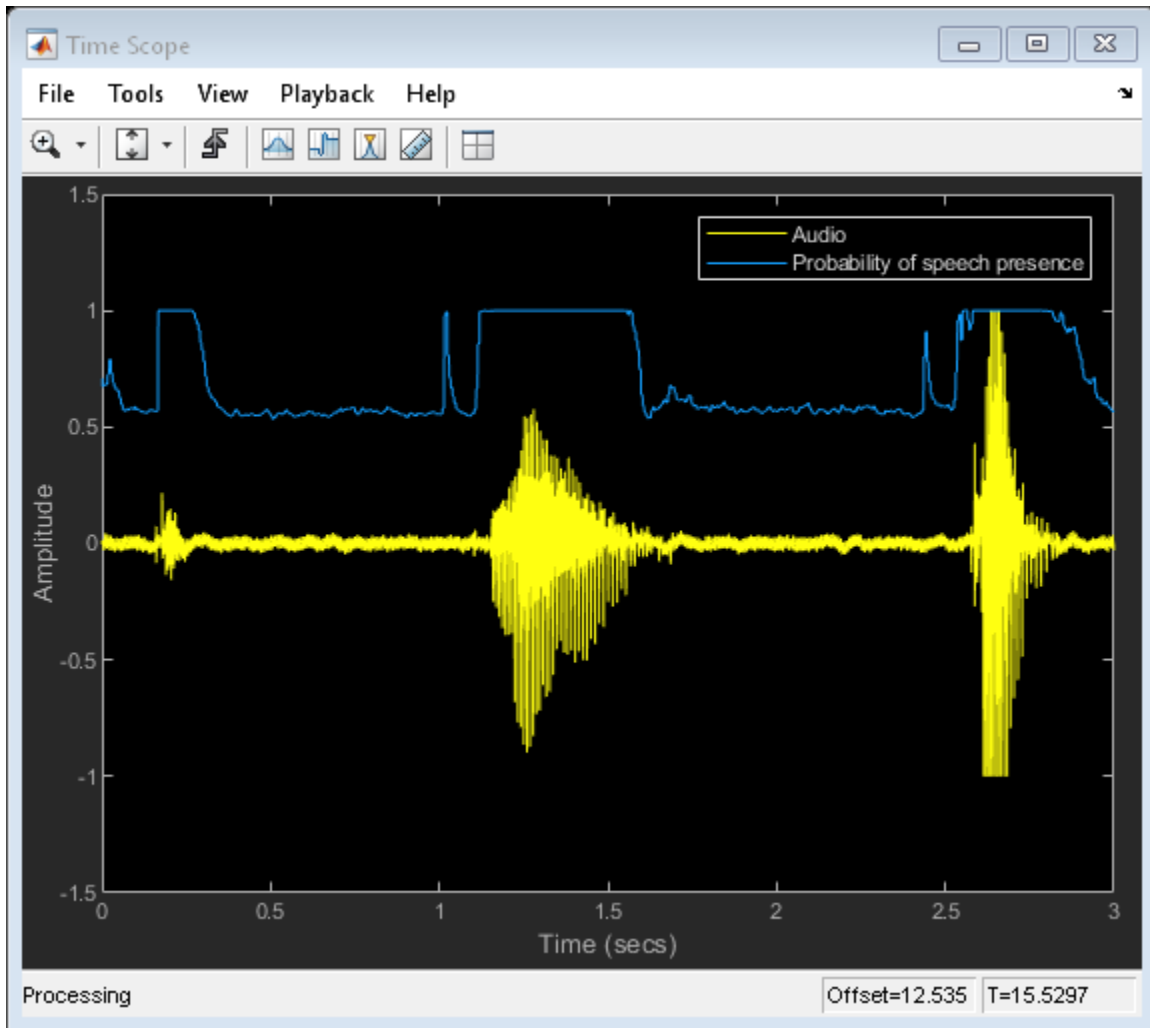 Time Scope
File Tools View Playback Help
1.5
Audio
Probability of speech presence
1
0.5
0
-0.5
-1
-1.5
Amplitude
0 0.5 1 1.5 2 2.5 3
Time (secs)
Processing Offset=12.535 T=15.5297